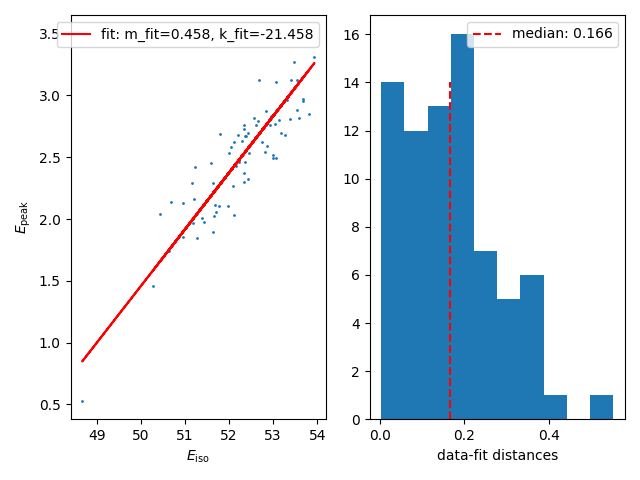 fit: m_fit=0.458, k_fit=-21.458
3.5
3.0
2.5
2.0
1.5
1.0
0.5
E_peak
49 50 51 52 53 54
E_iso
median: 0.166
16
14
12
10
8
6
4
2
0
0.0 0.2 0.4
data-fit distances